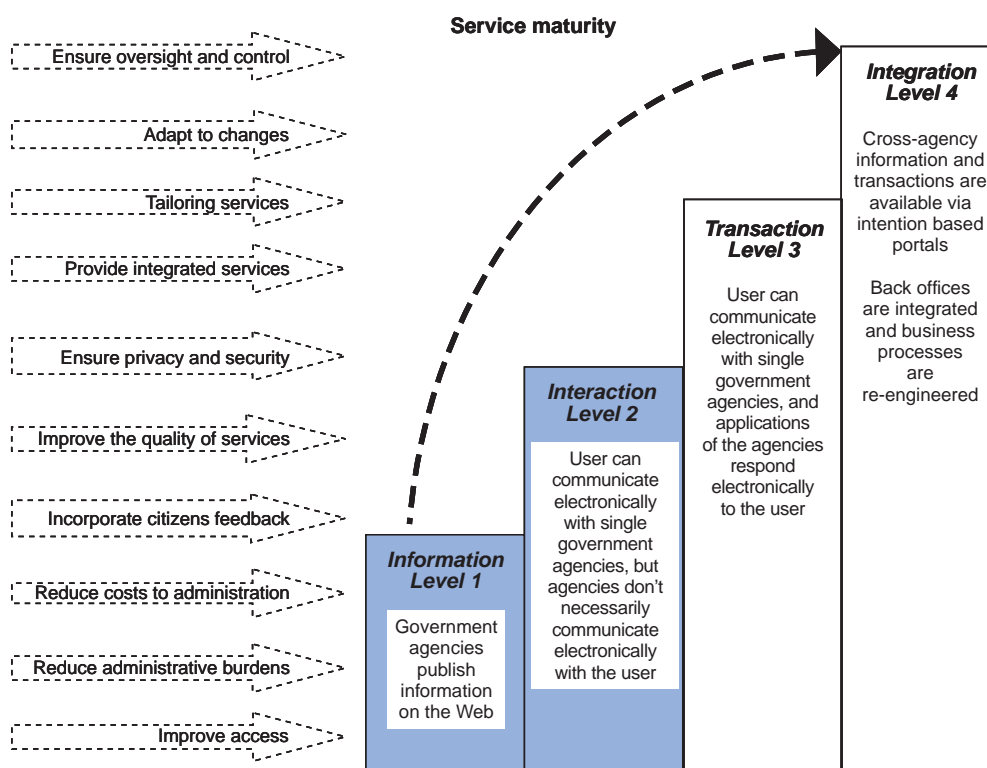 Service maturity
Ensure oversight and control
Adapt to changes
Tailoring services
Provide integrated services
Ensure privacy and security
Improve the quality of services
Incorporate citizens feedback
Reduce costs to administration
Reduce administrative burdens
Improve access
Information
Level 1
Government
agencies
publish
information
on the Web
Interaction
Level 2
User can
communicate
electronically
with single
government
agencies, but
agencies don’t
necessarily
communicate
electronically
with the user
Transaction
Level 3
User can
communicate
electronically
with single
government
agencies, and
applications
of the agencies
respond
electronically
to the user
Integration
Level 4
Cross-agency
information and
transactions are
available via
intention based
portals
Back offices
are integrated
and business
processes
are
re-engineered